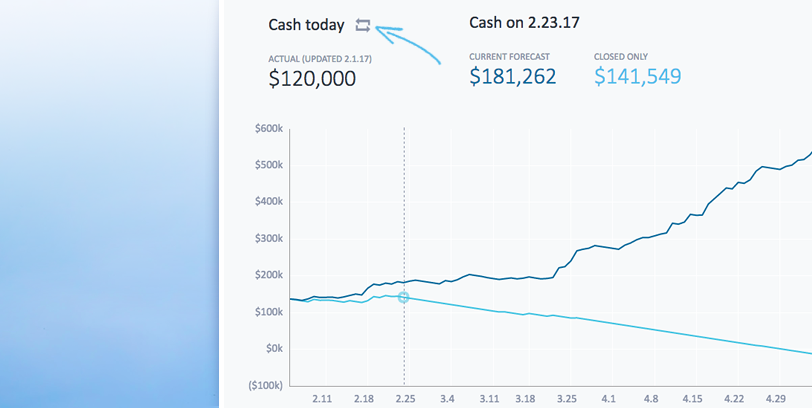 Cash today
Cash on 2.23.17
ACTUAL (UPDATED 2.1.17)
CURRENT FORECAST
CLOSED ONLY
$120,000
$181,262
$141,549
$600k
$500k
$400k
$300k
$200k
$100k
$0k
($100k)
2.11 2.18 2.25 3.4 3.11 3.18 3.25 4.1 4.8 4.15 4.22 4.29